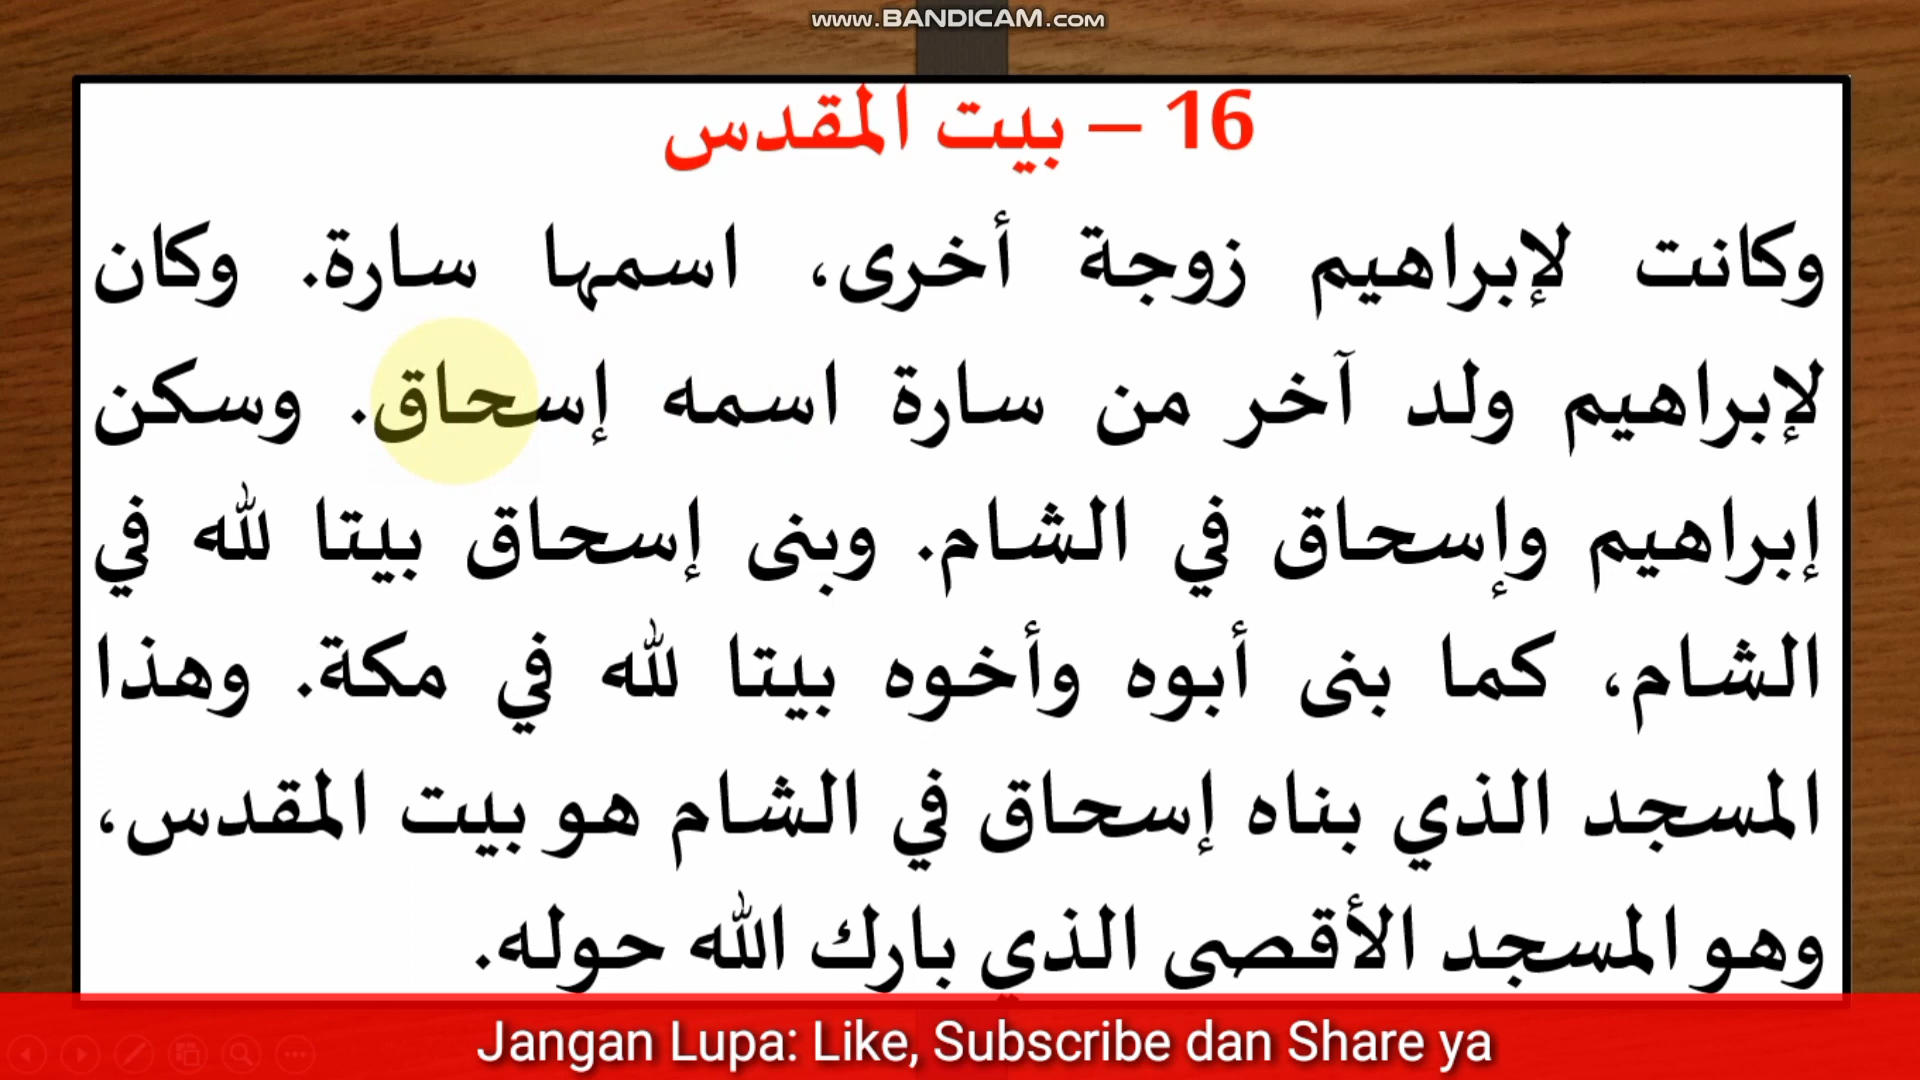 www.BANDICAM.com
16 – بيت المقدس
وكانت لإبراهيم زوجة أخرى، اسمها سارة. وكان
لإبراهيم ولد آخر من سارة اسمه إسحاق. وسكن
إبراهيم وإسحاق في الشام. وبنى إسحاق بيتا لله في
الشام، كما بنى أبوه وأخوه بيتا لله في مكة. وهذا
المسجد الذي بناه إسحاق في الشام هو بيت المقدس،
وهو المسجد الأقصى الذي بارك الله حوله.
Jangan Lupa: Like, Subscribe dan Share ya